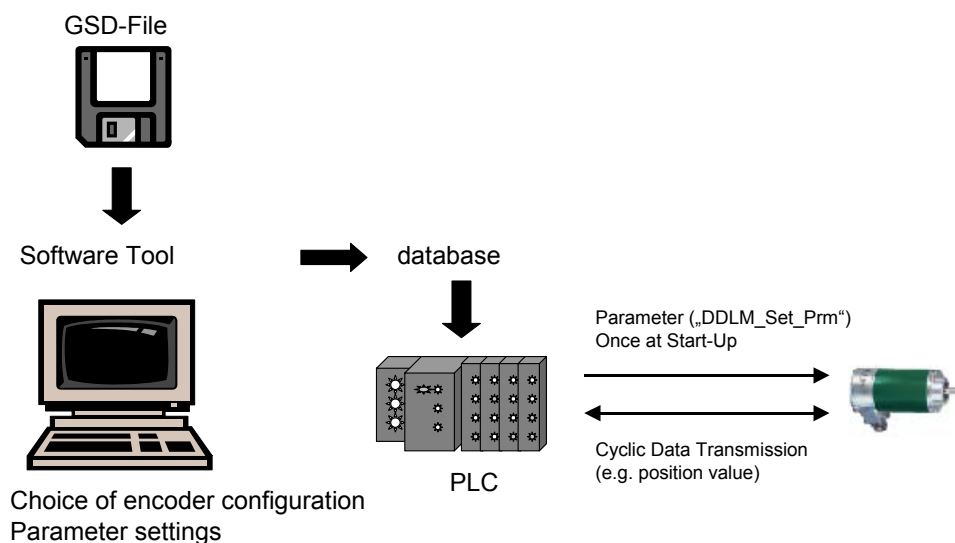 GSD-File
Software Tool
database
Parameter („DDLM_Set_Prm“)
Once at Start-Up
Cyclic Data Transmission
(e.g. position value)
PLC
Choice of encoder configuration
Parameter settings